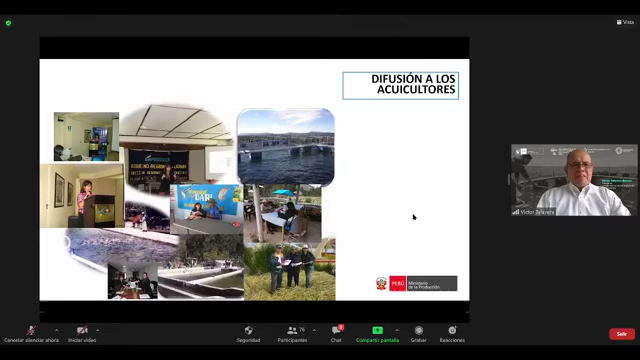 Vista
DIFUSIÓN A LOS
ACUICULTORES
PERÚ
Ministerio
de la Producción
Víctor Talavera
Cancelar silenciar ahora
Iniciar video
Seguridad
76
Participantes
Chat
Compartir pantalla
Grabar
Reacciones
Salir